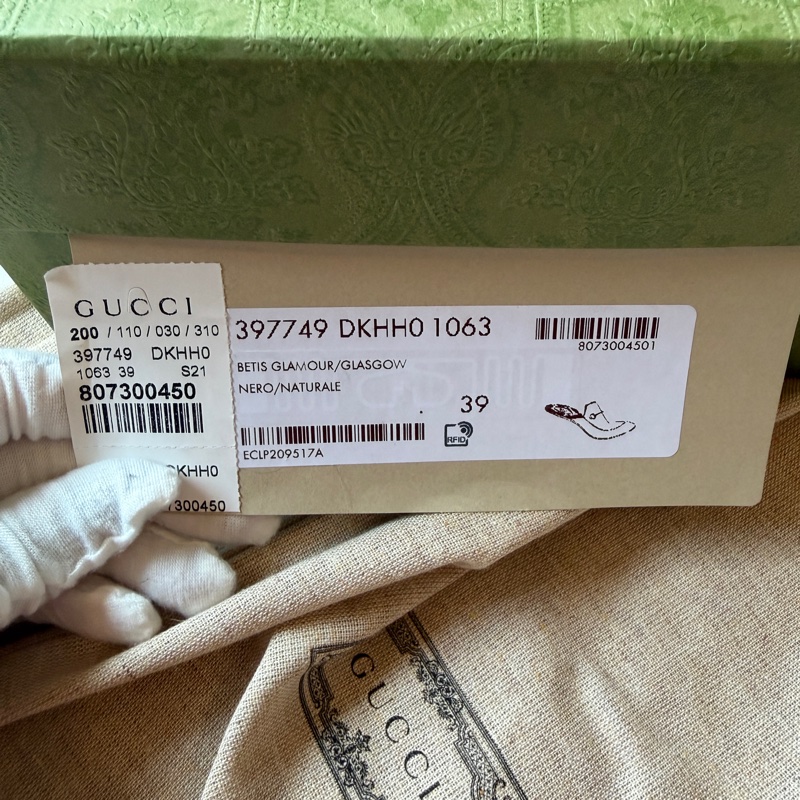 GUCCI
200 / 110 / 030 / 310
397749 DKHH0
1063 39 S21
807300450
DKHH0
300450
397749 DKHH0 1063
8073004501
BETIS GLAMOUR/GLASGOW
NERO/NATURALE
39
RFID
ECLP209517A
GUCCI